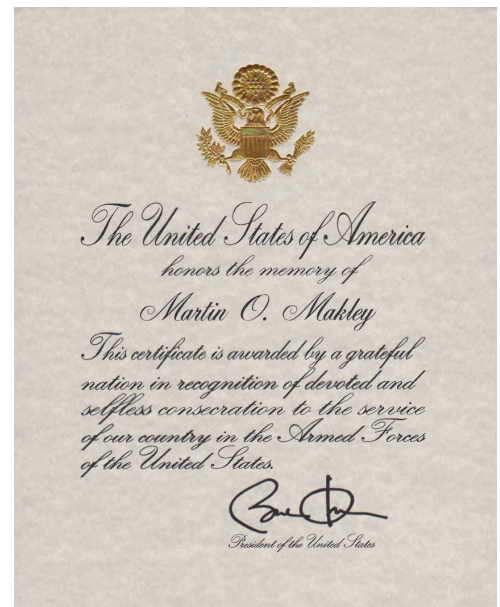 The United States of America
honors the memory of
Martin O. Makley
This certificate is awarded by a grateful
nation in recognition of devoted and
selfless consecration to the service
of our country in the Armed Forces
of the United States.
President of the United States